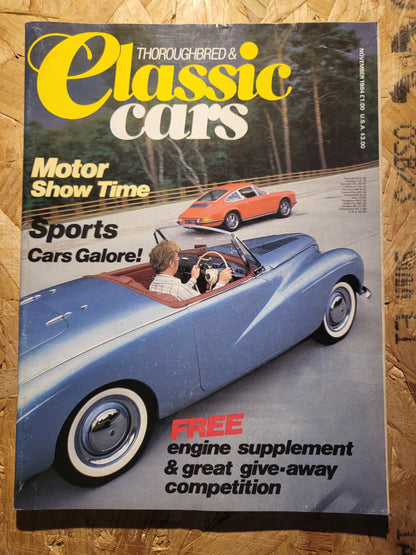 THOROUGHBRED &
Classic
cars
NOVEMBER 1984 £1.00 U.S.A. $3.00
Motor
Show Time
Sports
Cars Galore!
FREE
engine supplement
& great give-away
competition